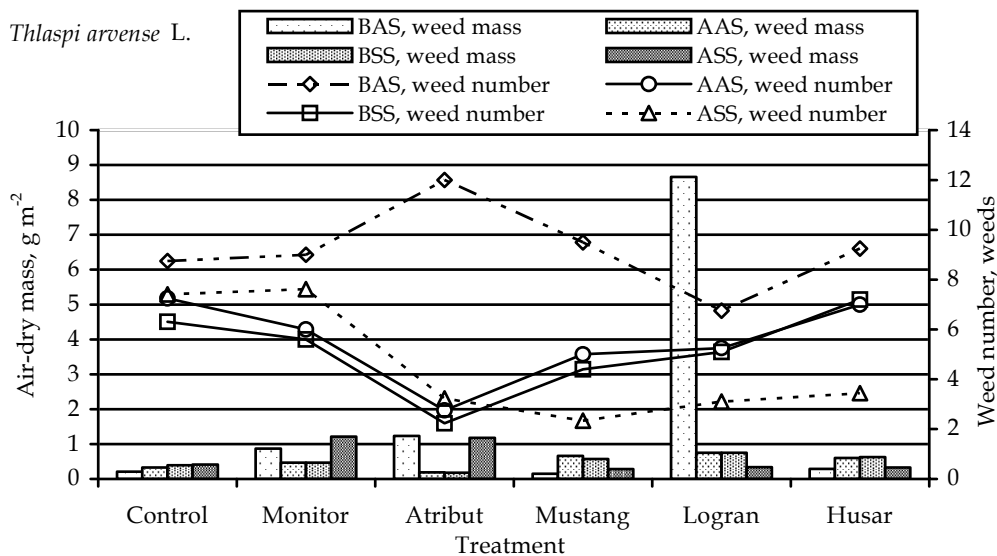 Thlaspi arvense L.
BAS, weed mass
AAS, weed mass
BSS, weed mass
ASS, weed mass
BAS, weed number
AAS, weed number
BSS, weed number
ASS, weed number
Air-dry mass, g m⁻²
10
9
8
7
6
5
4
3
2
1
0
14
12
10
8
6
4
2
0
Weed number, weeds
Control Monitor Atribut Mustang Logran Husar
Treatment